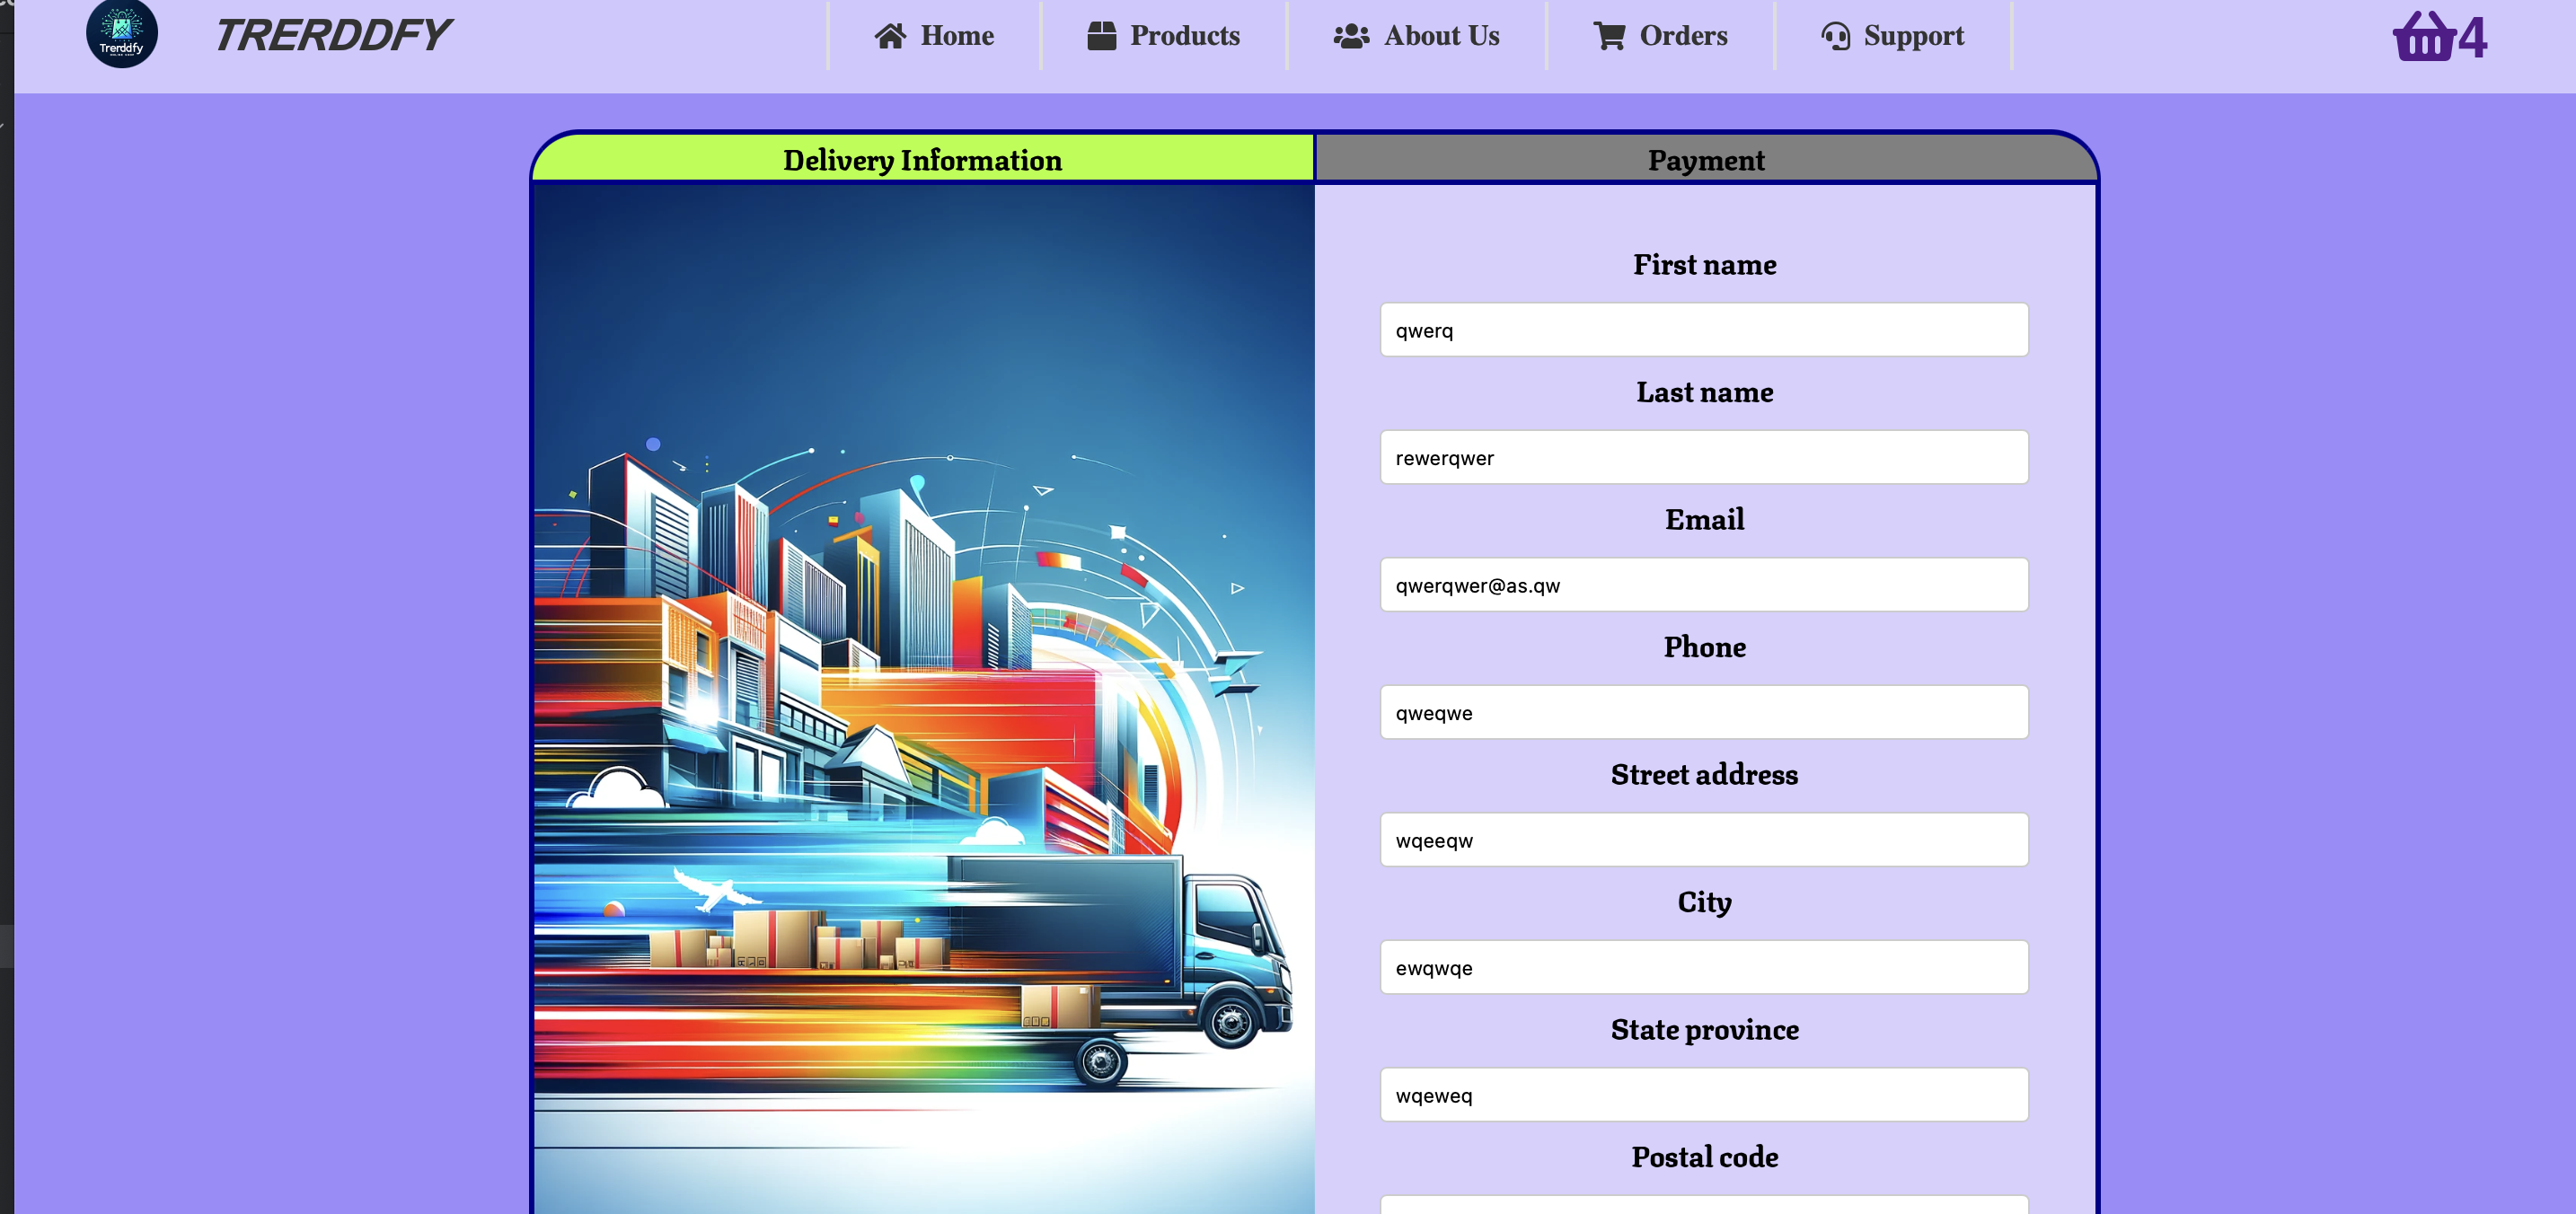 Trerddfy
TRERDDFY
Home
Products
About Us
Orders
Support
4
Delivery Information
Payment
First name
qwerq
Last name
rewerqwer
Email
qwerqwer@as.qw
Phone
qweqwe
Street address
wqeeqw
City
ewqwqe
State province
wqeweq
Postal code